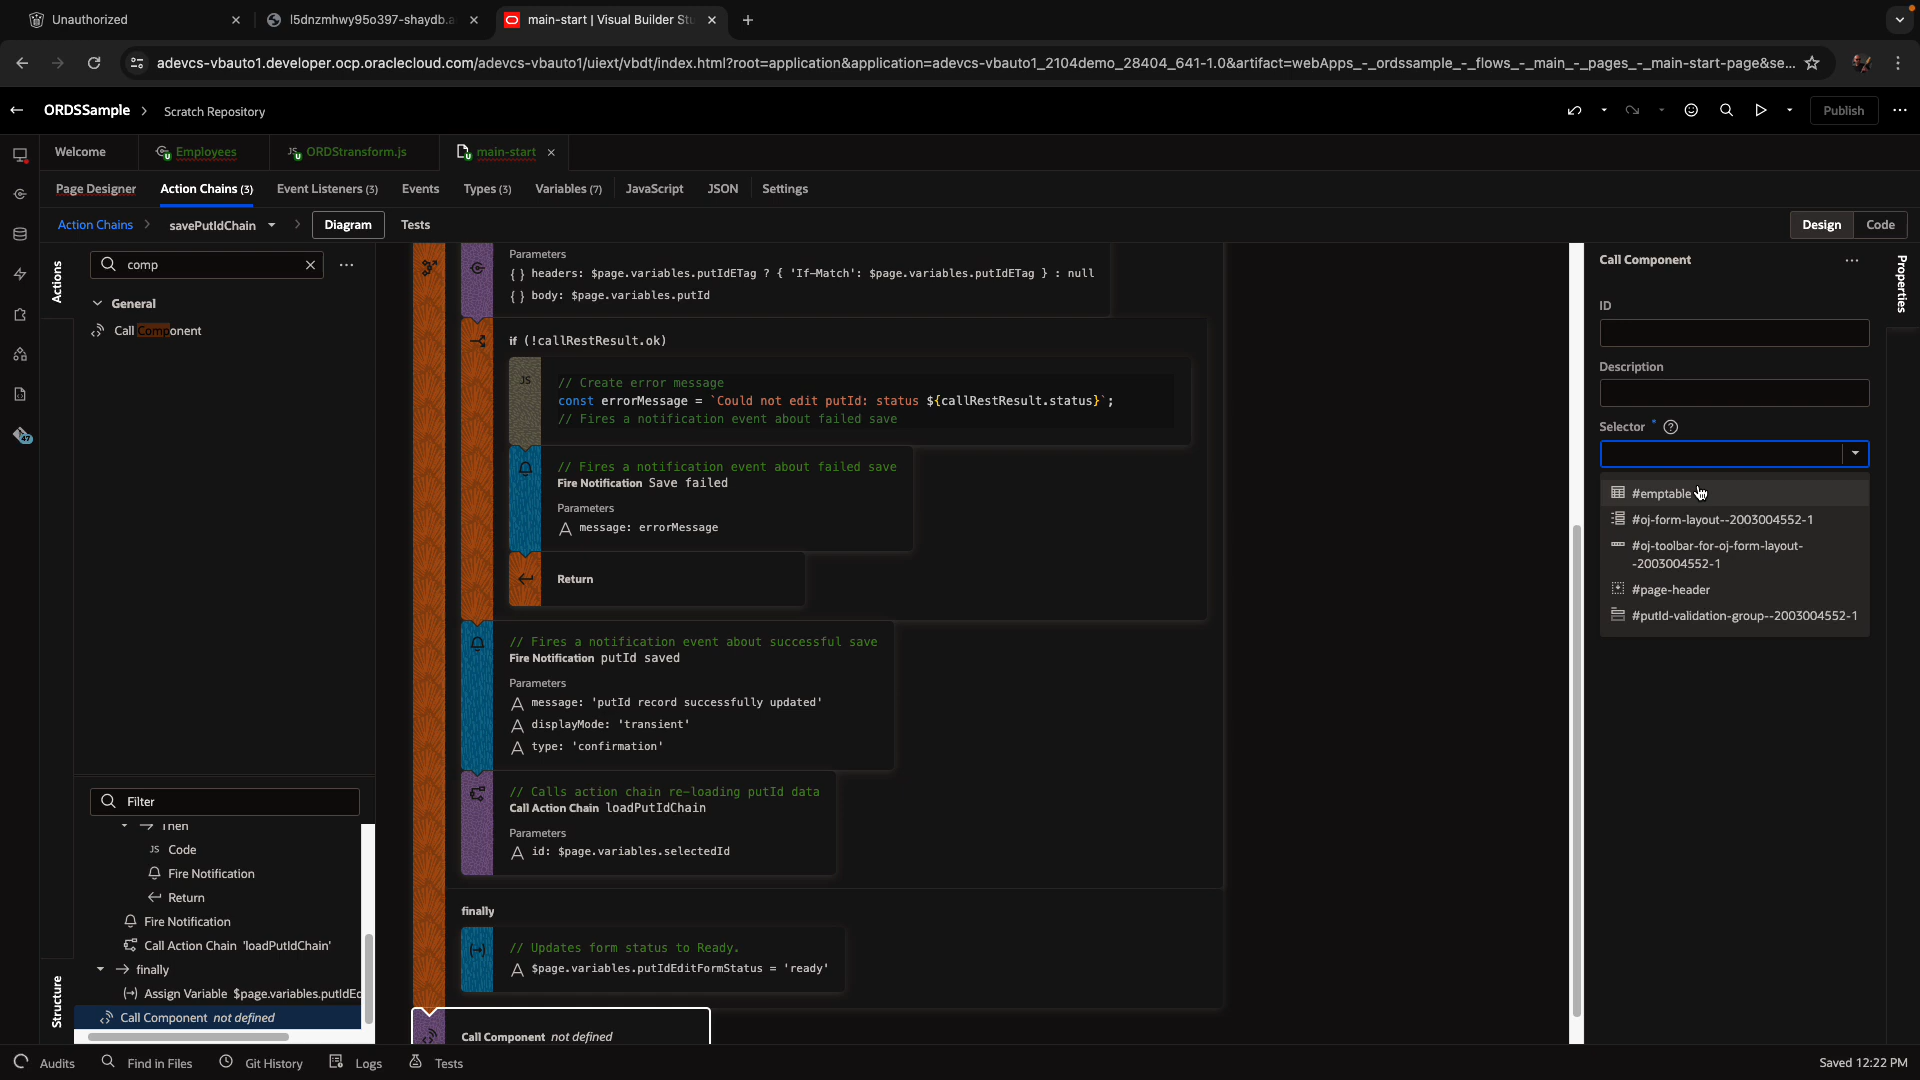 Unauthorized
l5dnzmhwy95o397-shaydb.a
main-start | Visual Builder Stu
adevcs-vbauto1.developer.ocp.oraclecloud.com/adevcs-vbauto1/uiext/vbdt/index.html?root=application&application=adevcs-vbauto1_2104demo_28404_641-1.0&artifact=webApps_-_ordssample_-_flows_-_main_-_pages_-_main-start-page&se...
ORDSSample
Scratch Repository
Publish
Welcome
Employees
ORDStransform.js
main-start
Page Designer
Action Chains (3)
Event Listeners (3)
Events
Types (3)
Variables (7)
JavaScript
JSON
Settings
Action Chains
savePutIdChain
Diagram
Tests
Design
Code
Actions
comp
General
Call Component
Parameters
{ } headers: $page.variables.putIdETag ? { 'If-Match': $page.variables.putIdETag } : null
{ } body: $page.variables.putId
if (!callRestResult.ok)
JS
// Create error message
const errorMessage = `Could not edit putId: status ${callRestResult.status}`;
// Fires a notification event about failed save
// Fires a notification event about failed save
Fire Notification Save failed
Parameters
A message: errorMessage
Return
// Fires a notification event about successful save
Fire Notification putId saved
Parameters
A message: 'putId record successfully updated'
A displayMode: 'transient'
A type: 'confirmation'
// Calls action chain re-loading putId data
Call Action Chain loadPutIdChain
Parameters
A id: $page.variables.selectedId
finally
// Updates form status to Ready.
A $page.variables.putIdEditFormStatus = 'ready'
Call Component not defined
Filter
Then
JS Code
Fire Notification
Return
Fire Notification
Call Action Chain 'loadPutIdChain'
finally
Assign Variable $page.variables.putIdEd
Call Component not defined
Structure
Call Component
Properties
ID
Description
Selector *
#emptable
#oj-form-layout--2003004552-1
#oj-toolbar-for-oj-form-layout-
-2003004552-1
#page-header
#putId-validation-group--2003004552-1
47
Audits
Find in Files
Git History
Logs
Tests
Saved 12:22 PM